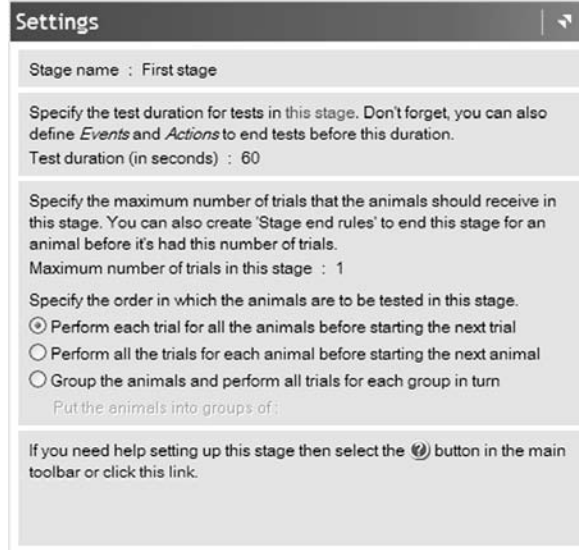 Settings
Stage name : First stage
Specify the test duration for tests in this stage. Don't forget, you can also
define Events and Actions to end tests before this duration.
Test duration (in seconds) : 60
Specify the maximum number of trials that the animals should receive in
this stage. You can also create 'Stage end rules' to end this stage for an
animal before it's had this number of trials.
Maximum number of trials in this stage : 1
Specify the order in which the animals are to be tested in this stage.
Perform each trial for all the animals before starting the next trial
Perform all the trials for each animal before starting the next animal
Group the animals and perform all trials for each group in turn
Put the animals into groups of :
If you need help setting up this stage then select the ? button in the main
toolbar or click this link.